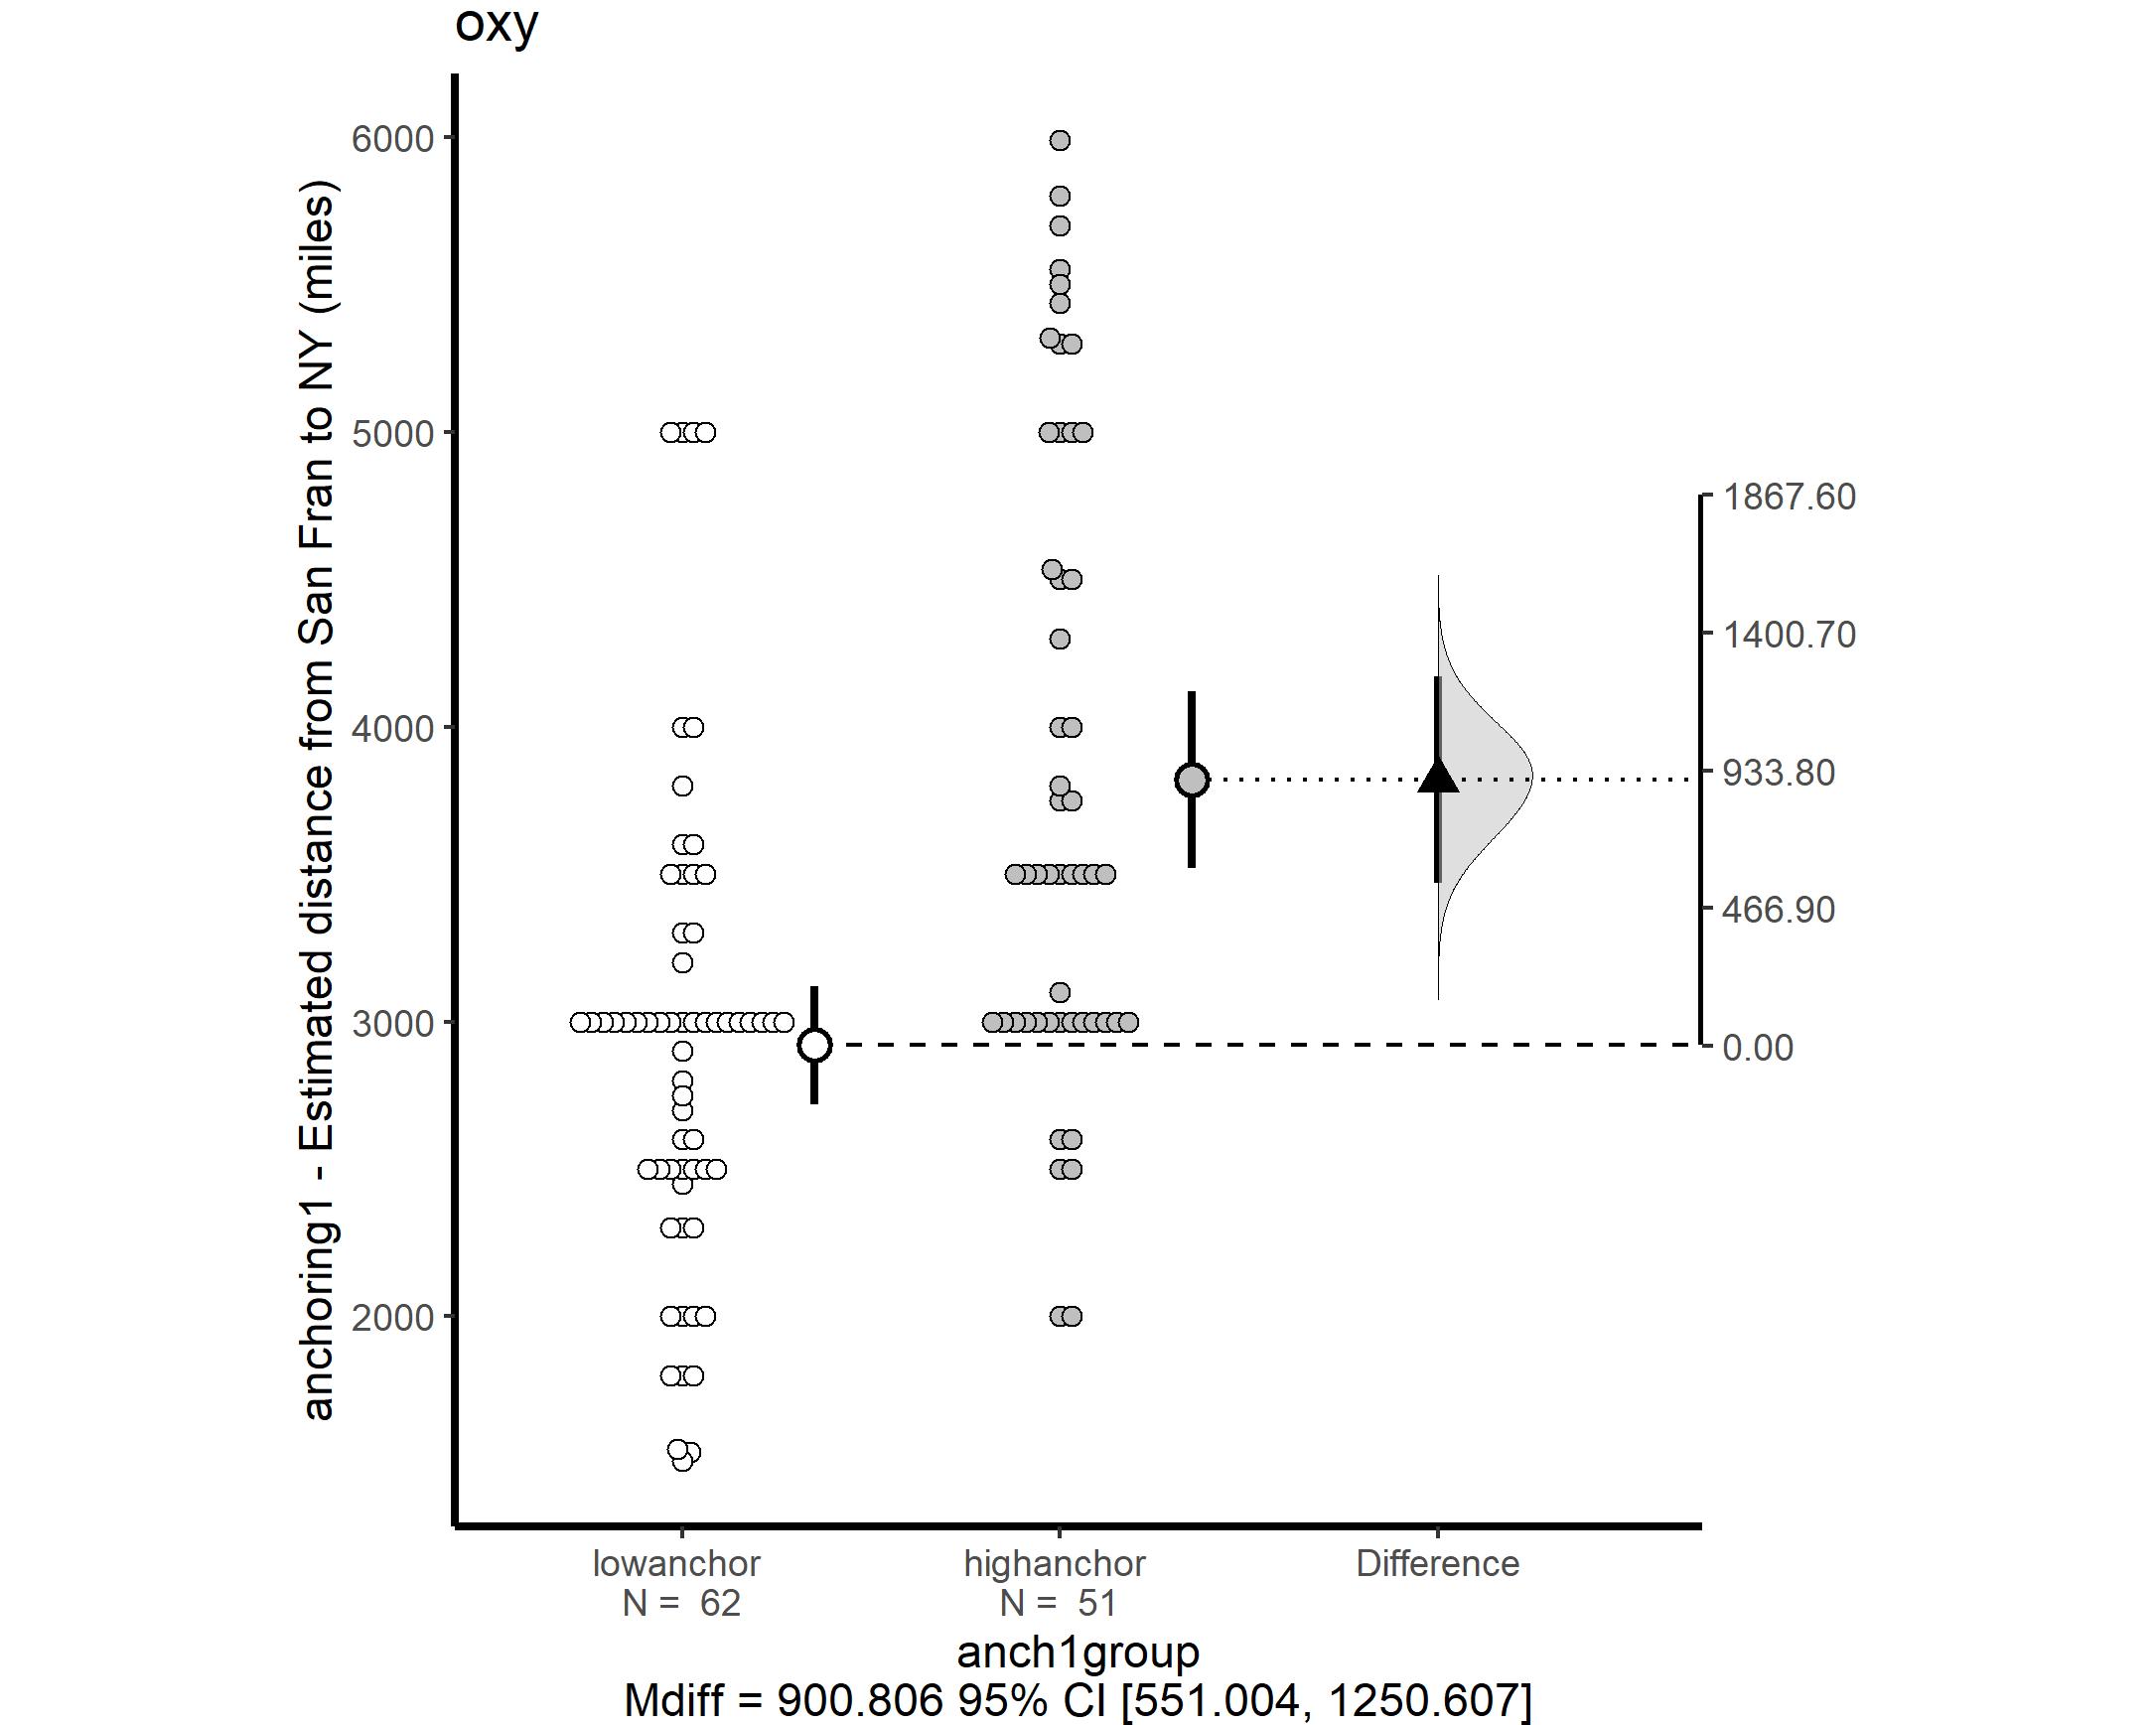 oxy
anchoring1 - Estimated distance from San Fran to NY (miles)
6000
5000
4000
3000
2000
1867.60
1400.70
933.80
466.90
0.00
lowanchor
N =  62
highanchor
N =  51
Difference
anch1group
Mdiff = 900.806 95% CI [551.004, 1250.607]